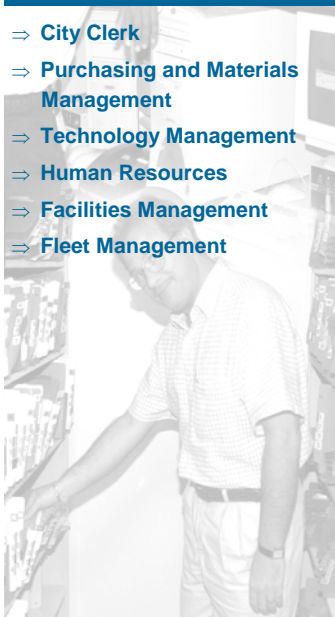 ⇒ City Clerk
⇒ Purchasing and Materials
Management
⇒ Technology Management
⇒ Human Resources
⇒ Facilities Management
⇒ Fleet Management